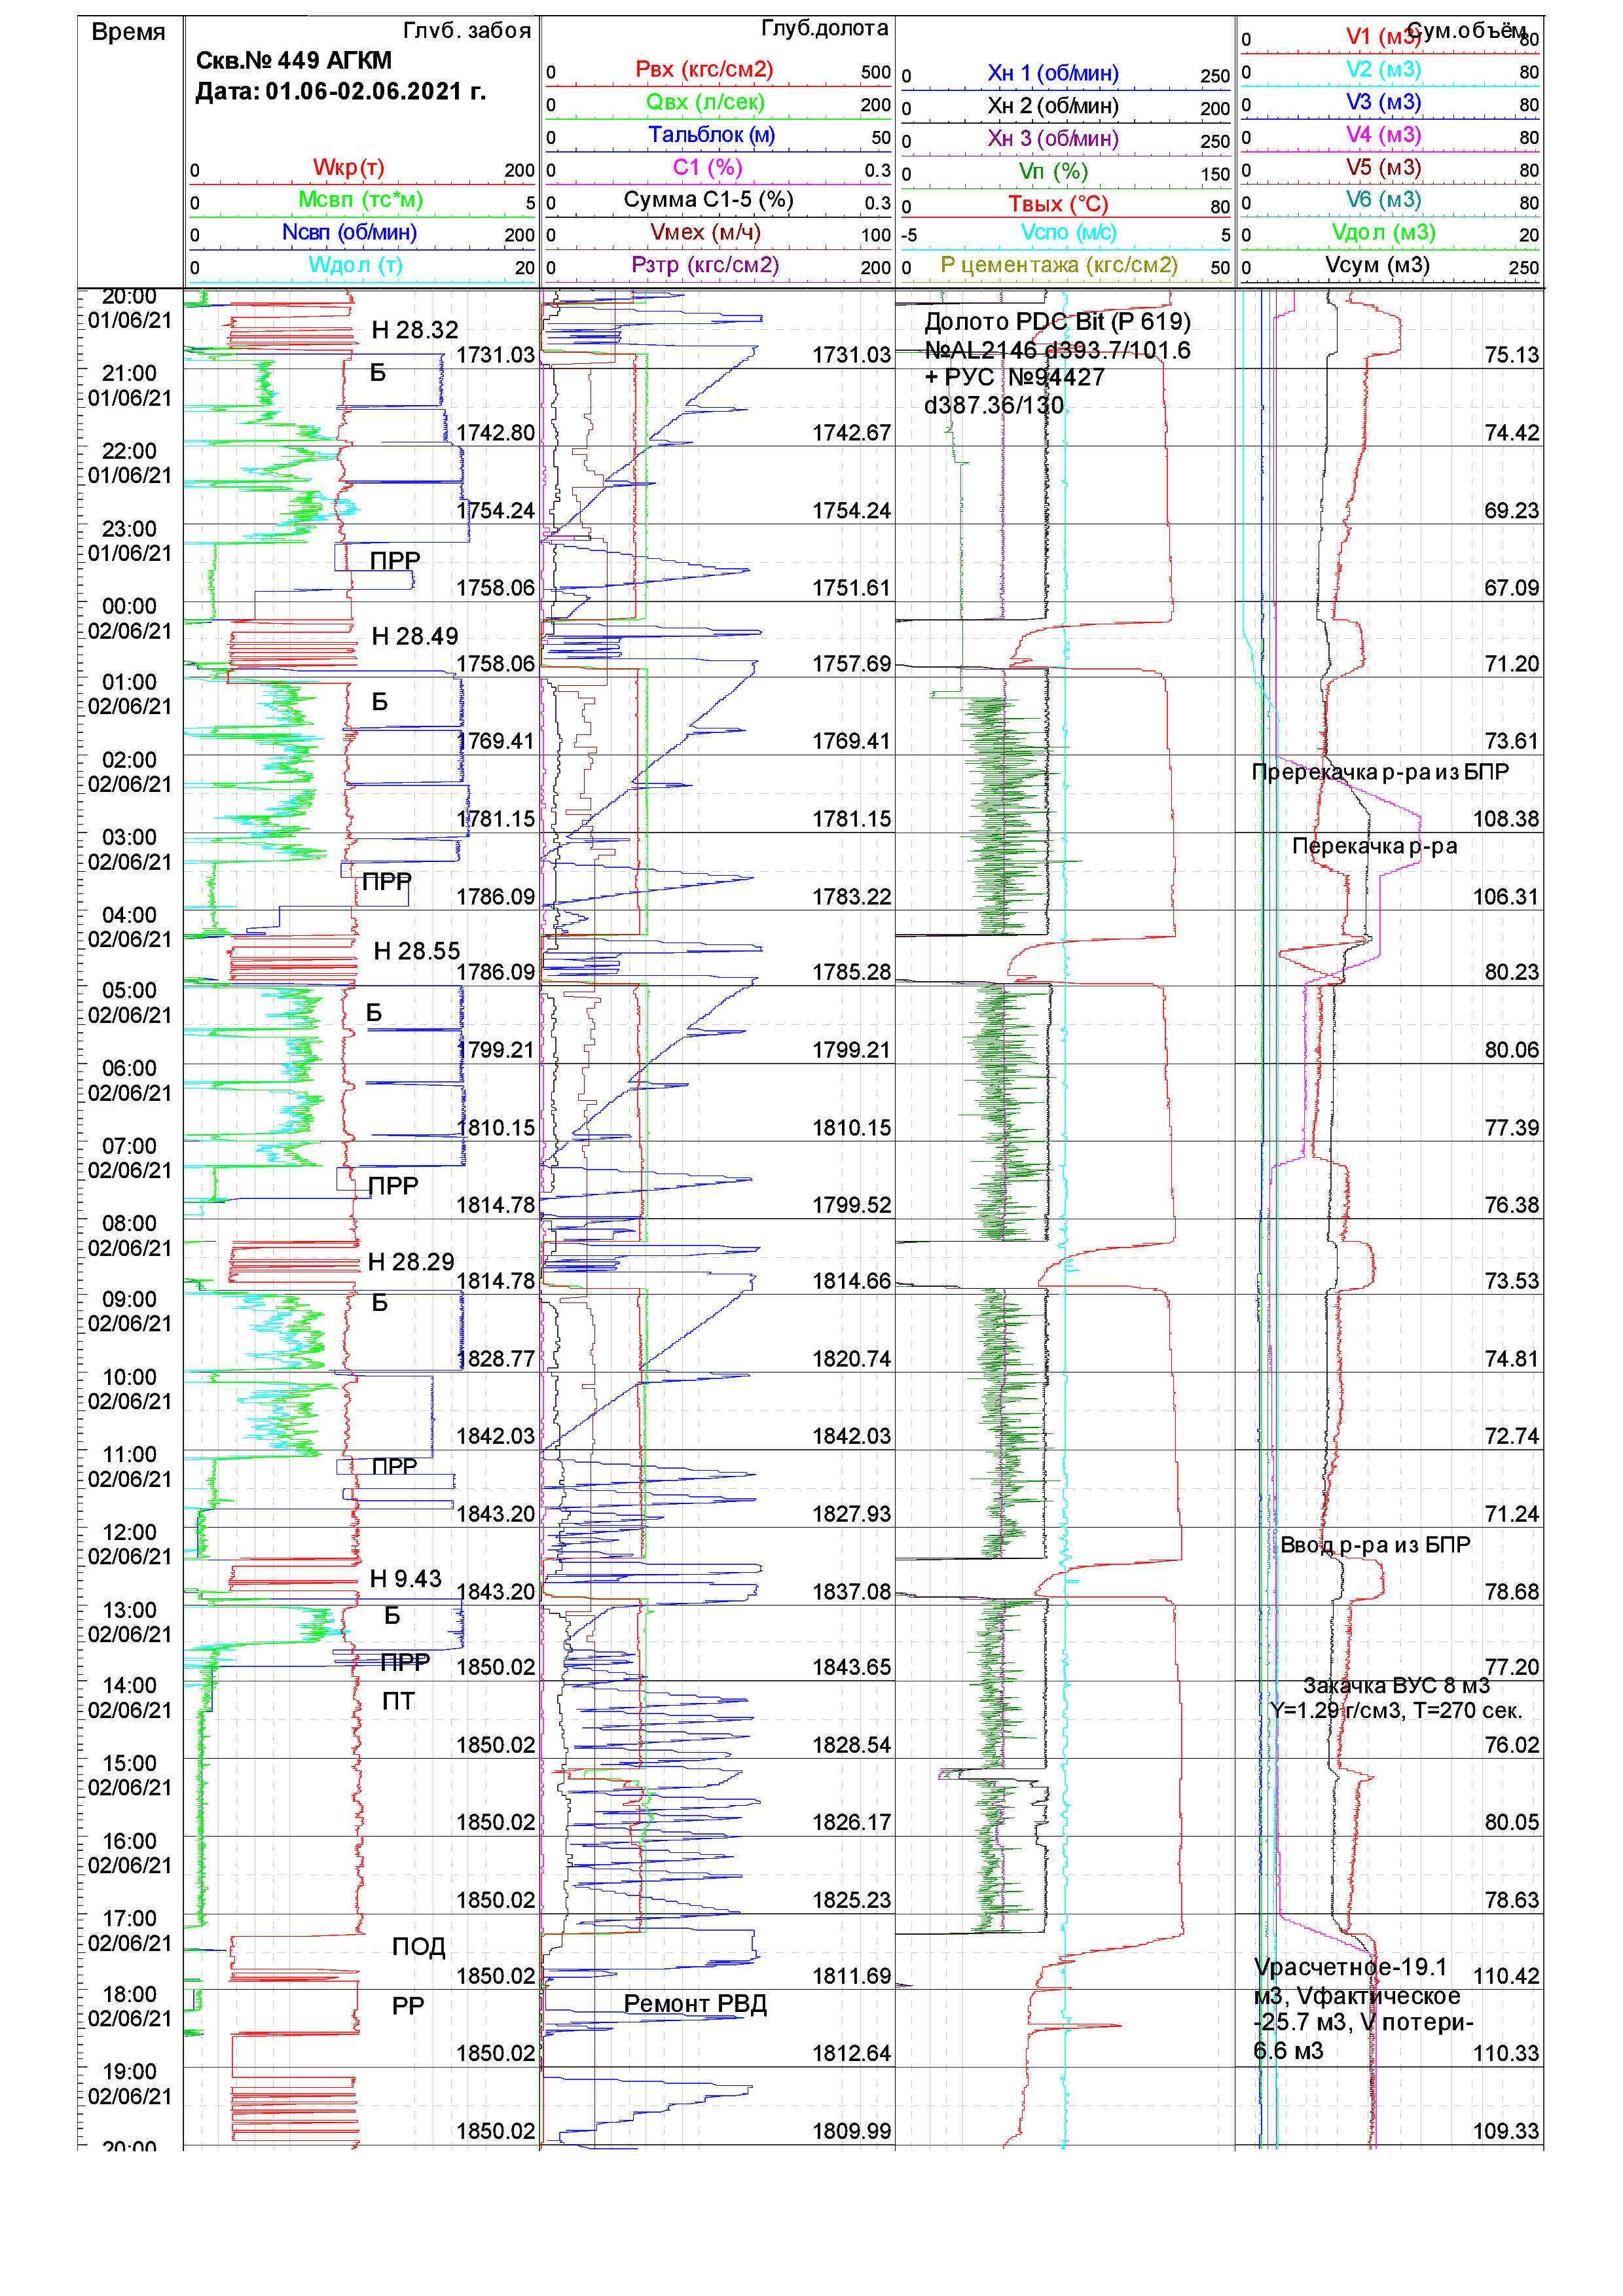 Время
Глуб. забоя
Глуб.долота
Сум.объём
Скв.№ 449 АГКМ
Дата: 01.06-02.06.2021 г.
0 Wкр(т) 200
0 Мсвп (тс*м) 5
0 Nсвп (об/мин) 200
0 Wдол (т) 20
0 Рвх (кгс/см2) 500
0 Qвх (л/сек) 200
0 Тальблок (м) 50
0 С1 (%) 0.3
0 Сумма С1-5 (%) 0.3
0 Vмех (м/ч) 100
0 Рзтр (кгс/см2) 200
0 Хн 1 (об/мин) 250
0 Хн 2 (об/мин) 200
0 Хн 3 (об/мин) 250
0 Vп (%) 150
0 Твых (°С) 80
-5 Vспо (м/с) 5
0 Р цементажа (кгс/см2) 50
0 V1 (м3) 80
0 V2 (м3) 80
0 V3 (м3) 80
0 V4 (м3) 80
0 V5 (м3) 80
0 V6 (м3) 80
0 Vдол (м3) 20
0 Vсум (м3) 250
20:00
01/06/21
Н 28.32
Долото PDC Bit (P 619)
№AL2146 d393.7/101.6
+ РУС №94427
d387.36/130
1731.03 1731.03 75.13
21:00
01/06/21
Б
1742.80 1742.67 74.42
22:00
01/06/21
1754.24 1754.24 69.23
23:00
01/06/21
ПРР
1758.06 1751.61 67.09
00:00
02/06/21
Н 28.49
1758.06 1757.69 71.20
01:00
02/06/21
Б
1769.41 1769.41 73.61
02:00
02/06/21
Пререкачка р-ра из БПР
1781.15 1781.15 108.38
03:00
02/06/21
Перекачка р-ра
ПРР
1786.09 1783.22 106.31
04:00
02/06/21
Н 28.55
1786.09 1785.28 80.23
05:00
02/06/21
Б
1799.21 1799.21 80.06
06:00
02/06/21
1810.15 1810.15 77.39
07:00
02/06/21
ПРР
1814.78 1799.52 76.38
08:00
02/06/21
Н 28.29
1814.78 1814.66 73.53
09:00
02/06/21
Б
1828.77 1820.74 74.81
10:00
02/06/21
1842.03 1842.03 72.74
11:00
02/06/21
ПРР
1843.20 1827.93 71.24
12:00
02/06/21
Ввод р-ра из БПР
Н 9.43
1843.20 1837.08 78.68
13:00
02/06/21
Б
ПРР
1850.02 1843.65 77.20
14:00
02/06/21
ПТ
Закачка ВУС 8 м3
Y=1.29 г/см3, Т=270 сек.
1850.02 1828.54 76.02
15:00
02/06/21
1850.02 1826.17 80.05
16:00
02/06/21
1850.02 1825.23 78.63
17:00
02/06/21
ПОД
1850.02 1811.69 110.42
Vрасчетное-19.1
м3, Vфактическое
-25.7 м3, V потери-
6.6 м3
18:00
02/06/21
РР
Ремонт РВД
1850.02 1812.64 110.33
19:00
02/06/21
1850.02 1809.99 109.33
20:00